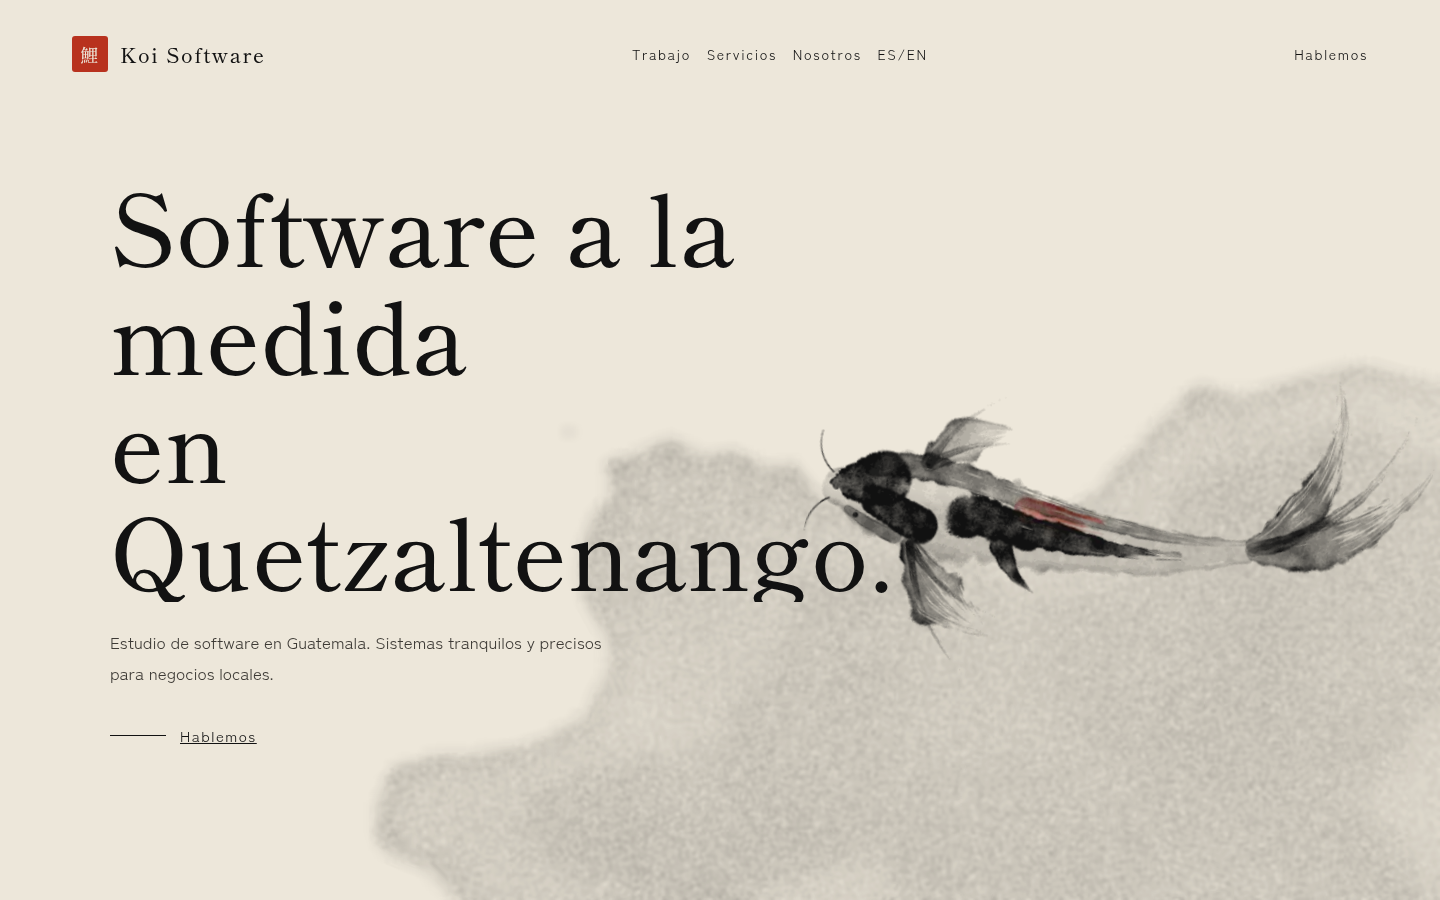 鯉 Koi Software
Trabajo Servicios Nosotros ES/EN
Hablemos
Software a la
medida
en
Quetzaltenango.
Estudio de software en Guatemala. Sistemas tranquilos y precisos
para negocios locales.
Hablemos